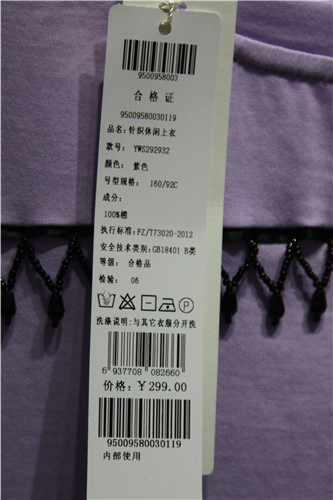 9500958003
合格证
95009580030119
品名：针织休闲上衣
款号： YWS292932
颜色： 紫色
号型规格： 160/92C
成分：
100%棉
执行标准：FZ/T73020-2012
安全技术类别：GB18401 B类
等级： 合格品
检验： 06
P
洗涤说明：与其它衣服分开洗
6 937708 082660
价格：￥299.00
95009580030119
内部使用